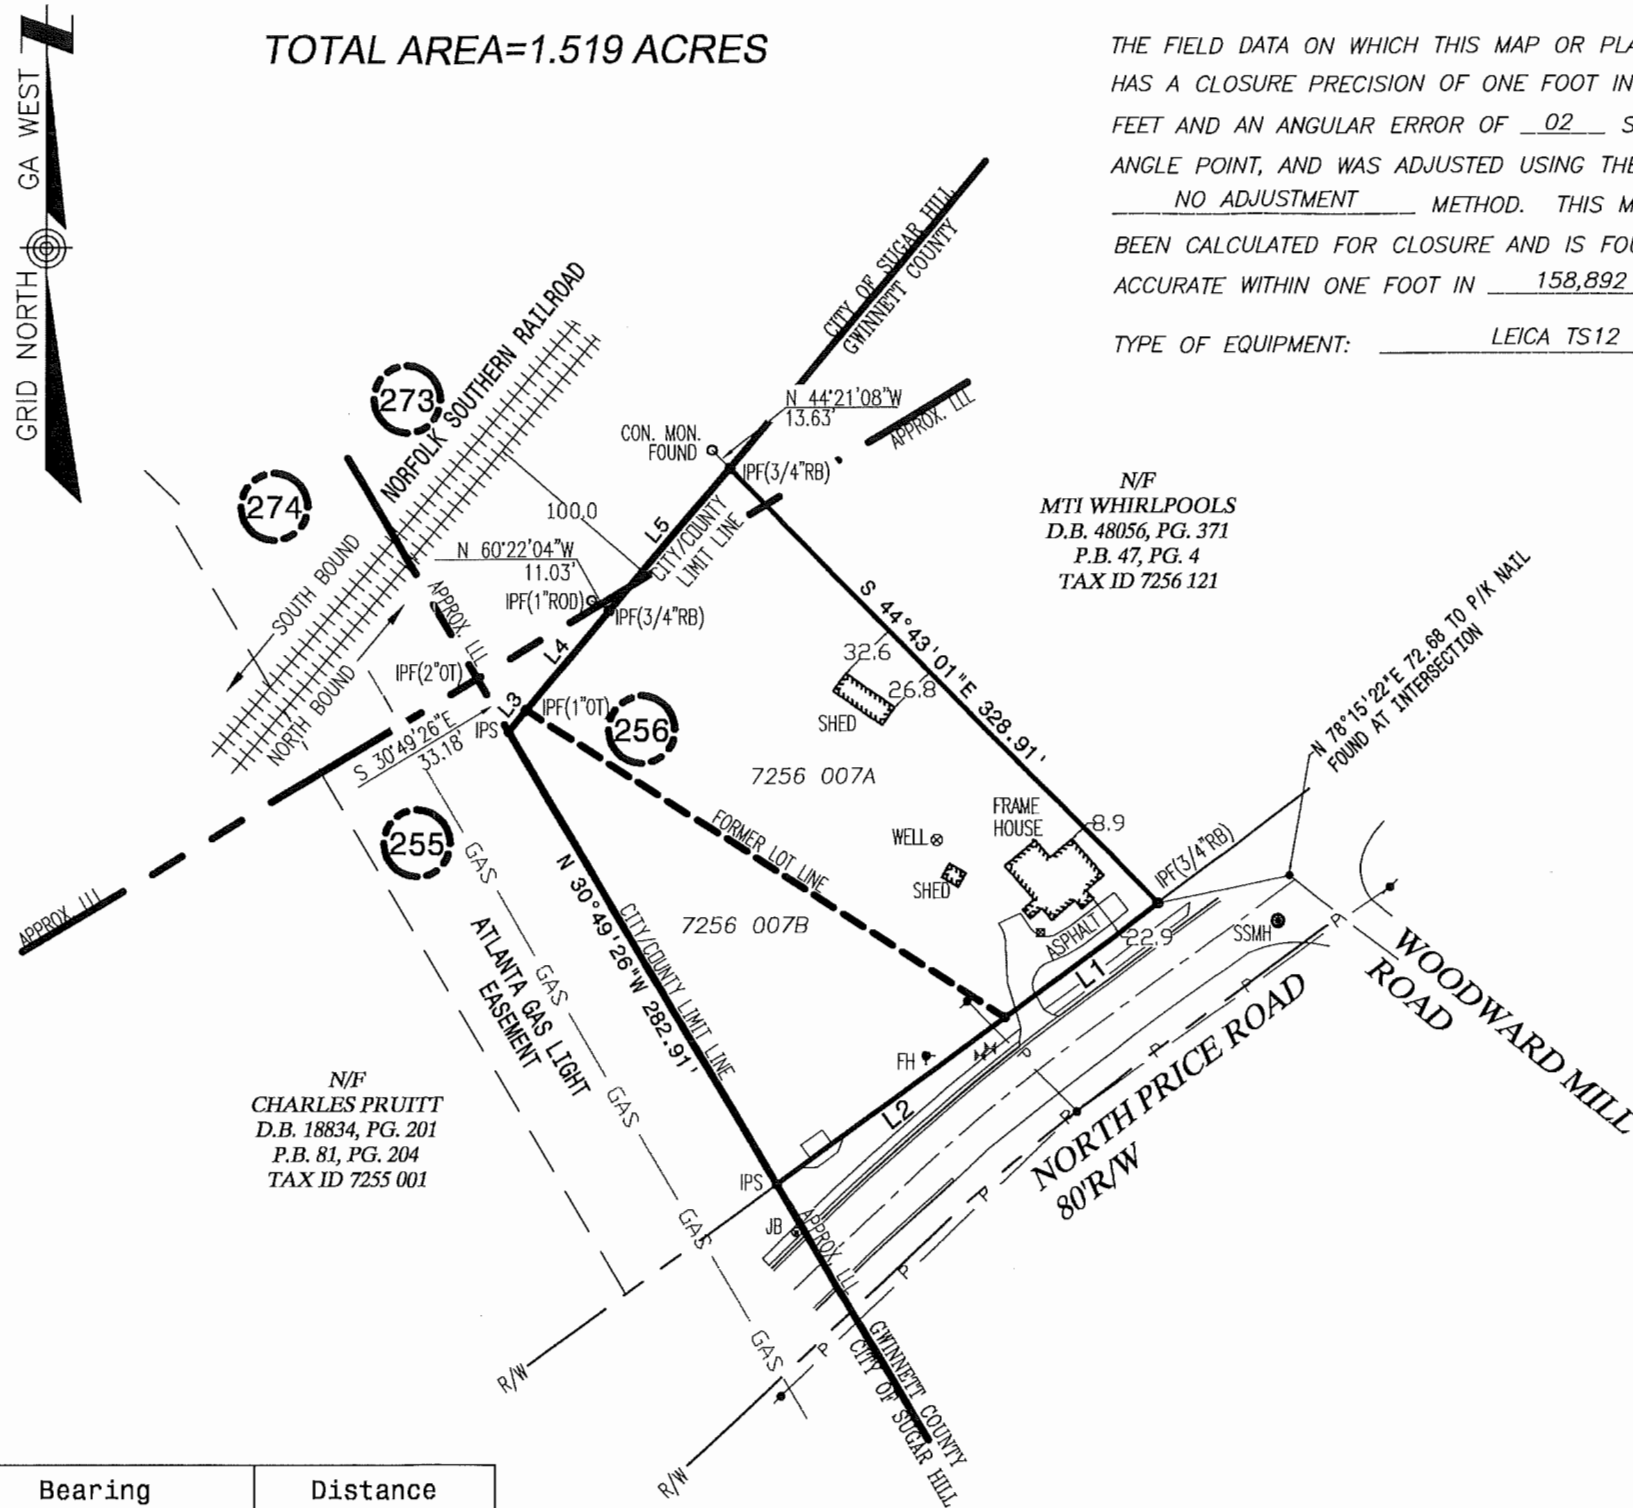 TOTAL AREA=1.519 ACRES
THE FIELD DATA ON WHICH THIS MAP OR
HAS A CLOSURE PRECISION OF ONE FOOT IN
FEET AND AN ANGULAR ERROR OF 02
ANGLE POINT, AND WAS ADJUSTED USING THE
NO ADJUSTMENT METHOD. THIS
BEEN CALCULATED FOR CLOSURE AND IS
ACCURATE WITHIN ONE FOOT IN 158,892
TYPE OF EQUIPMENT: LEICA TS12
GRID NORTH GA WEST
CITY OF SUGAR HILL
GWINNETT COUNTY
NORFOLK SOUTHERN RAILROAD
273
274
N 44°21'08"W
13.63'
APPROX. LLL
CON. MON.
FOUND
IPF(3/4"RB)
N/F
MTI WHIRLPOOLS
D.B. 48056, PG. 371
P.B. 47, PG. 4
TAX ID 7256 121
100.0
L5
CITY/COUNTY
LIMIT LINE
N 60°22'04"W
11.03'
IPF(1"ROD)
IPF(3/4"RB)
SOUTH BOUND
NORTH BOUND
APPROX. LLL
IPF(2"OT)
L4
L3
IPF(1"OT)
IPS
S 30°49'26"E
33.18'
256
S 44°43'01"E 328.91'
32.6
26.8
SHED
7256 007A
N 78°15'22"E 72.68 TO P/K NAIL
FOUND AT INTERSECTION
FRAME
HOUSE
8.9
WELL
SHED
IPF(3/4"RB)
FORMER LOT LINE
255
APPROX. LLL
GAS
GAS
GAS
GAS
GAS
GAS
ATLANTA GAS LIGHT
EASEMENT
N 30°49'26"W 282.91'
CITY/COUNTY LIMIT LINE
7256 007B
ASPHALT
22.9
L1
SSMH
WOODWARD MILL
ROAD
NORTH PRICE ROAD
80'R/W
FH
L2
P
P
P
P
P
P
P
P
N/F
CHARLES PRUITT
D.B. 18834, PG. 201
P.B. 81, PG. 204
TAX ID 7255 001
IPS
JB
APPROX. LLL
GWINNETT COUNTY
CITY OF SUGAR HILL
R/W
R/W
Bearing Distance